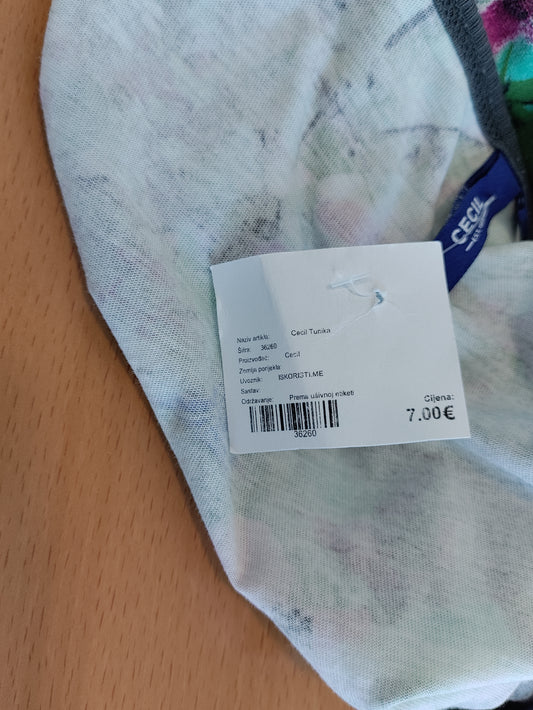 CECIL
Naziv artikla: Cecil Tunika
Šifra: 36260
Proizvođač: Cecil
Zemlja porijekla:
Uvoznik: ISKORISTI.ME
Sastav:
Održavanje: Prema ušivnoj etiketi
36260
Cijena:
7.00€